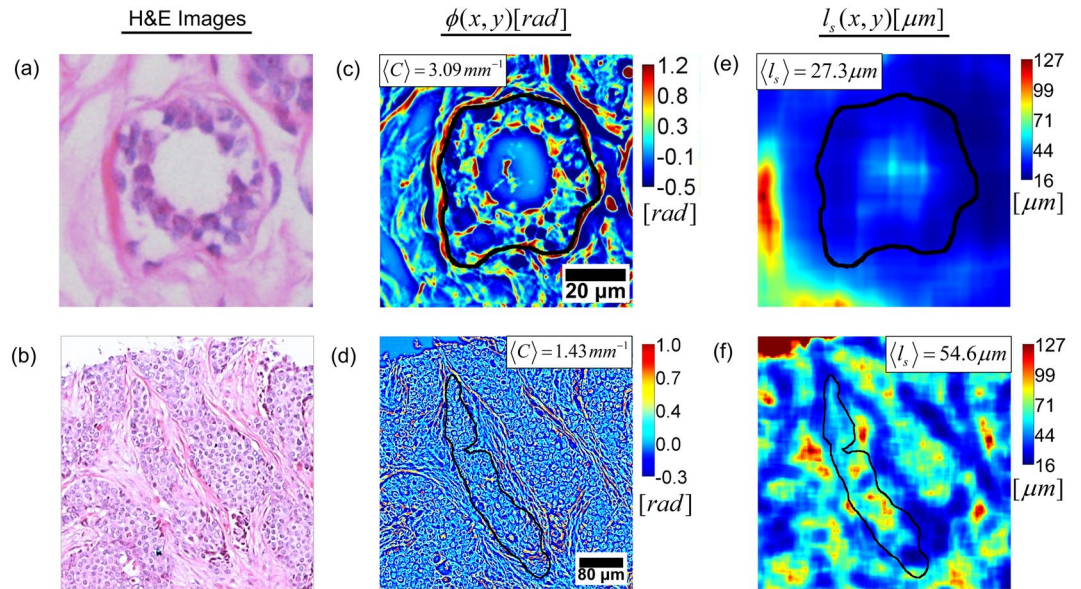 H&E Images
ϕ(x, y)[rad]
l_s(x, y)[μm]
(a)
(c)
⟨C⟩ = 3.09 mm⁻¹
1.2
0.8
0.3
-0.1
-0.5
[rad]
20 μm
(e)
⟨l_s⟩ = 27.3 μm
127
99
71
44
16
[μm]
(b)
(d)
⟨C⟩ = 1.43 mm⁻¹
1.0
0.7
0.4
0.0
-0.3
[rad]
80 μm
(f)
⟨l_s⟩ = 54.6 μm
127
99
71
44
16
[μm]